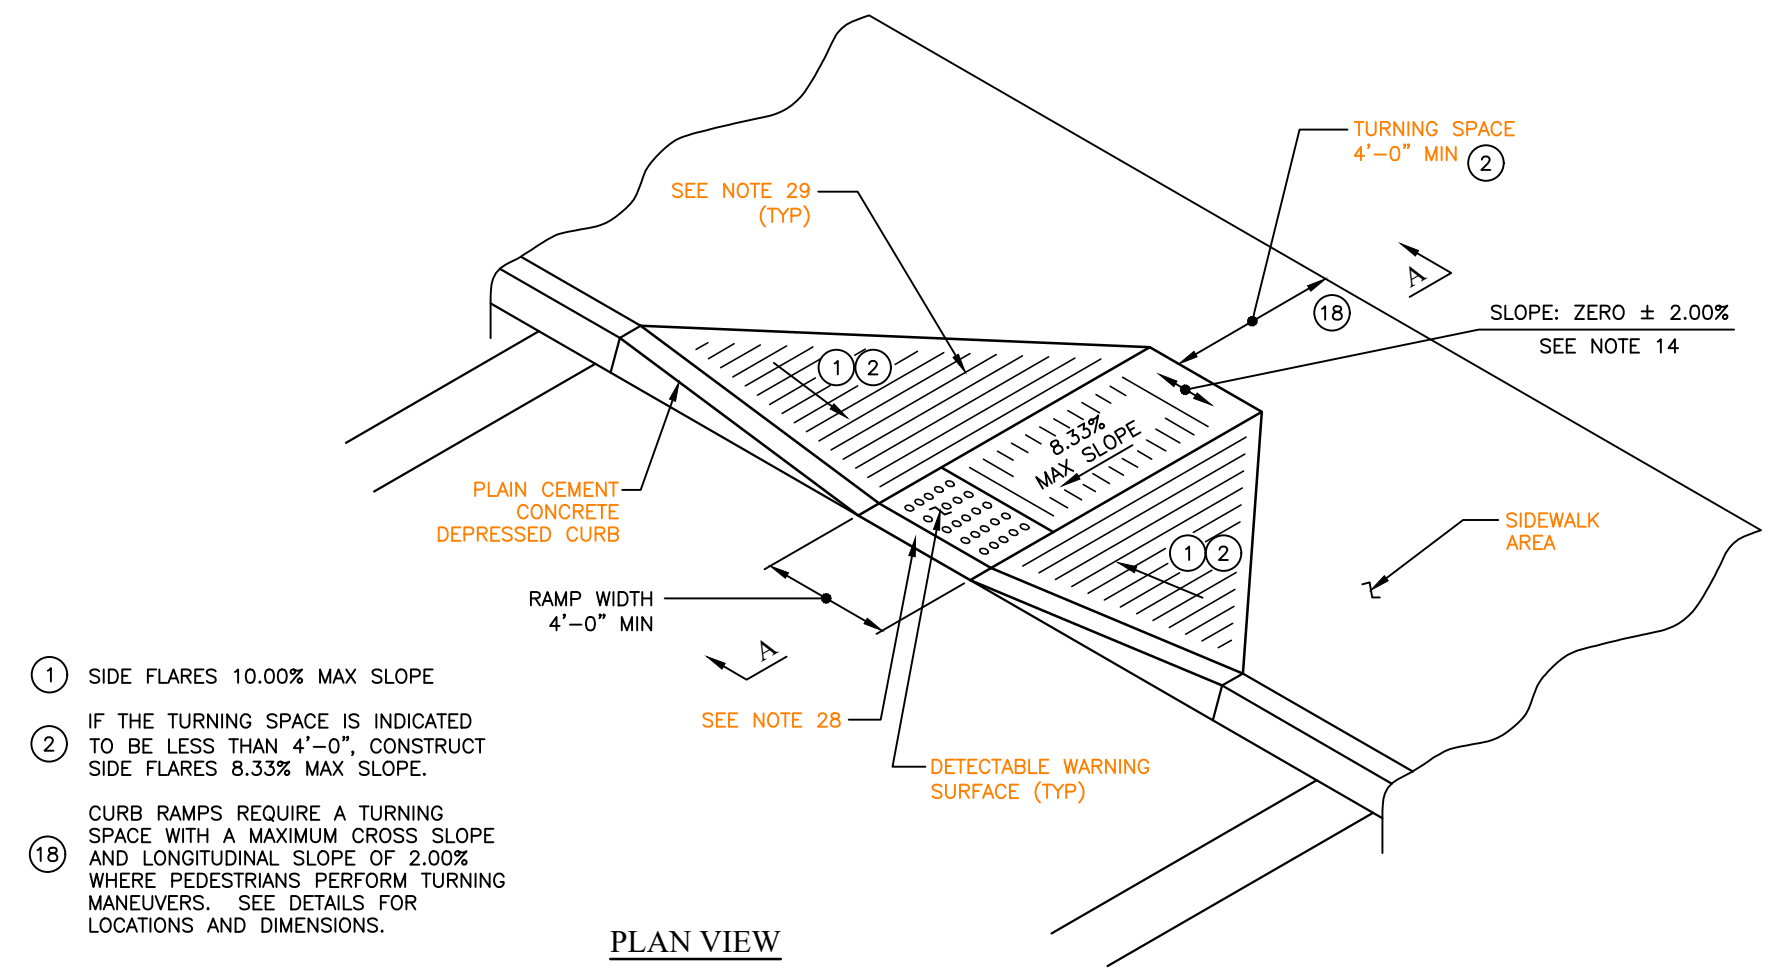 TURNING SPACE
4'-0" MIN 2
SEE NOTE 29
(TYP)
A
18
SLOPE: ZERO ± 2.00%
SEE NOTE 14
1 2
8.33%
MAX SLOPE
PLAIN CEMENT
CONCRETE
DEPRESSED CURB
SIDEWALK
AREA
1 2
RAMP WIDTH
4'-0" MIN
A
SEE NOTE 28
DETECTABLE WARNING
SURFACE (TYP)
1 SIDE FLARES 10.00% MAX SLOPE
IF THE TURNING SPACE IS INDICATED
2 TO BE LESS THAN 4'-0", CONSTRUCT
SIDE FLARES 8.33% MAX SLOPE.
CURB RAMPS REQUIRE A TURNING
SPACE WITH A MAXIMUM CROSS SLOPE
18 AND LONGITUDINAL SLOPE OF 2.00%
WHERE PEDESTRIANS PERFORM TURNING
MANEUVERS. SEE DETAILS FOR
LOCATIONS AND DIMENSIONS.
PLAN VIEW